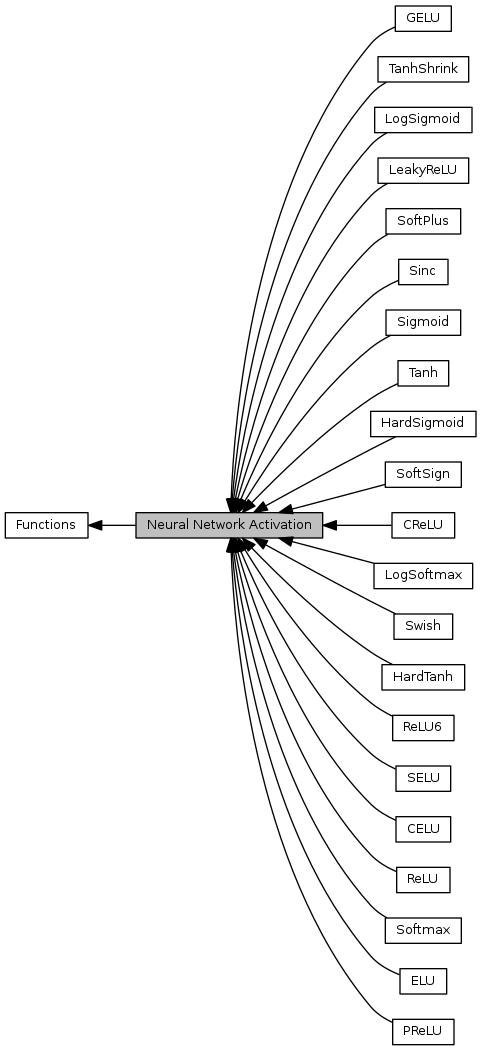 GELU
TanhShrink
LogSigmoid
LeakyReLU
SoftPlus
Sinc
Sigmoid
Tanh
HardSigmoid
SoftSign
Functions
Neural Network Activation
CReLU
LogSoftmax
Swish
HardTanh
ReLU6
SELU
CELU
ReLU
Softmax
ELU
PReLU